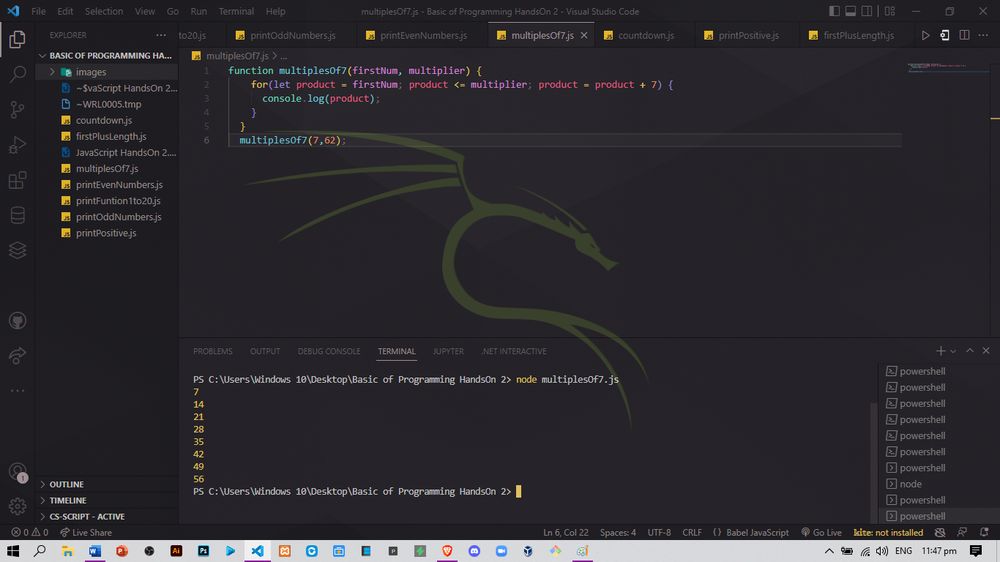 File Edit Selection View Go Run Terminal Help multiplesOf7.js - Basic of Programming HandsOn 2 - Visual Studio Code
EXPLORER
to20.js printOddNumbers.js printEvenNumbers.js multiplesOf7.js countdown.js printPositive.js firstPlusLength.js
BASIC OF PROGRAMMING HA...
images
~$vaScript HandsOn 2...
~WRL0005.tmp
countdown.js
firstPlusLength.js
JavaScript HandsOn 2....
multiplesOf7.js
printEvenNumbers.js
printFuntion1to20.js
printOddNumbers.js
printPositive.js
OUTLINE
TIMELINE
CS-SCRIPT - ACTIVE
multiplesOf7.js > ...
1 function multiplesOf7(firstNum, multiplier) {
2 for(let product = firstNum; product <= multiplier; product = product + 7) {
3 console.log(product);
4 }
5 }
6 multiplesOf7(7,62);
PROBLEMS OUTPUT DEBUG CONSOLE TERMINAL JUPYTER .NET INTERACTIVE
PS C:\Users\Windows 10\Desktop\Basic of Programming HandsOn 2> node multiplesOf7.js
7
14
21
28
35
42
49
56
PS C:\Users\Windows 10\Desktop\Basic of Programming HandsOn 2>
powershell
powershell
powershell
powershell
powershell
powershell
powershell
node
powershell
powershell
1
0 0 Live Share Ln 6, Col 22 Spaces: 4 UTF-8 CRLF { } Babel JavaScript Go Live kite: not installed
W P Ai Ps P ENG 11:47 pm